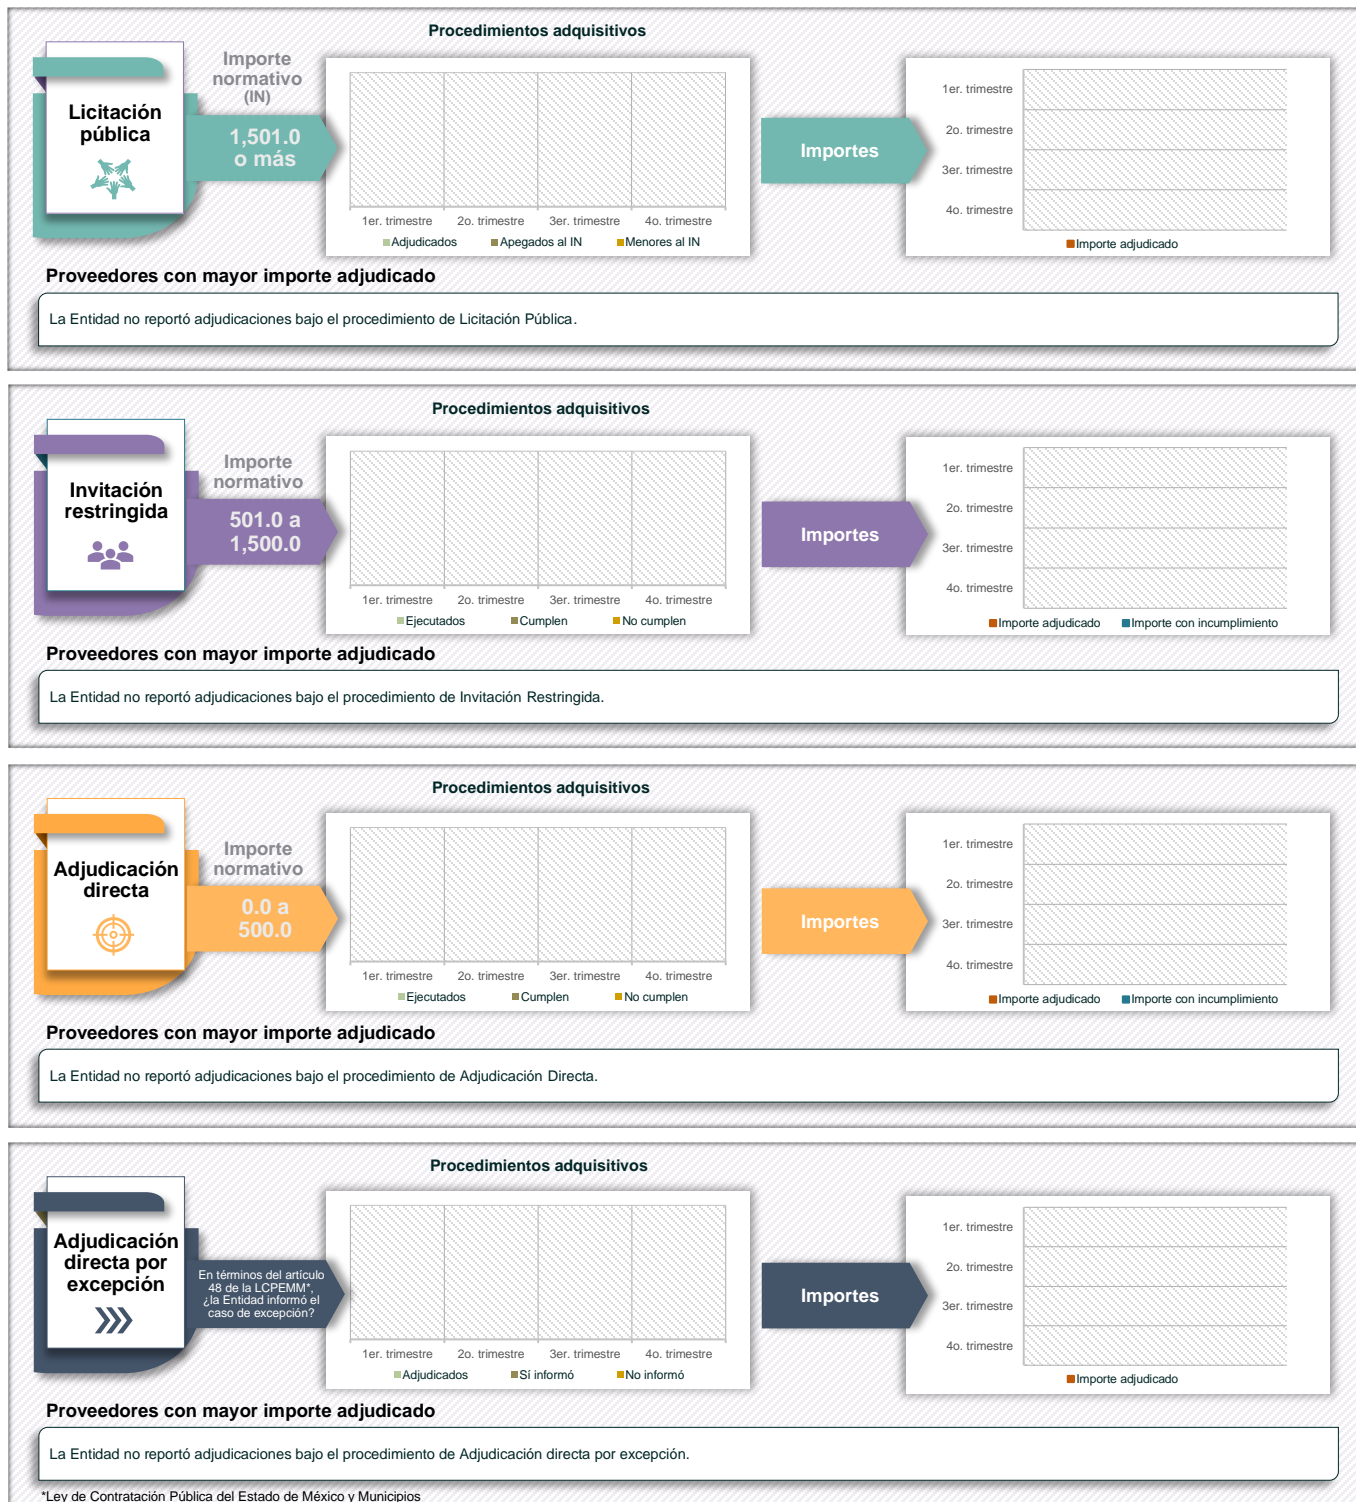 Procedimientos adquisitivos
Licitación
pública
Importe
normativo
(IN)
1,501.0
o más
1er. trimestre 2o. trimestre 3er. trimestre 4o. trimestre
Adjudicados Apegados al IN Menores al IN
Importes
1er. trimestre
2o. trimestre
3er. trimestre
4o. trimestre
Importe adjudicado
Proveedores con mayor importe adjudicado
La Entidad no reportó adjudicaciones bajo el procedimiento de Licitación Pública.
Procedimientos adquisitivos
Invitación
restringida
Importe
normativo
501.0 a
1,500.0
1er. trimestre 2o. trimestre 3er. trimestre 4o. trimestre
Ejecutados Cumplen No cumplen
Importes
1er. trimestre
2o. trimestre
3er. trimestre
4o. trimestre
Importe adjudicado Importe con incumplimiento
Proveedores con mayor importe adjudicado
La Entidad no reportó adjudicaciones bajo el procedimiento de Invitación Restringida.
Procedimientos adquisitivos
Adjudicación
directa
Importe
normativo
0.0 a
500.0
1er. trimestre 2o. trimestre 3er. trimestre 4o. trimestre
Ejecutados Cumplen No cumplen
Importes
1er. trimestre
2o. trimestre
3er. trimestre
4o. trimestre
Importe adjudicado Importe con incumplimiento
Proveedores con mayor importe adjudicado
La Entidad no reportó adjudicaciones bajo el procedimiento de Adjudicación Directa.
Procedimientos adquisitivos
Adjudicación
directa por
excepción
En términos del artículo
48 de la LCPEMM*,
¿la Entidad informó el
caso de excepción?
1er. trimestre 2o. trimestre 3er. trimestre 4o. trimestre
Adjudicados Sí informó No informó
Importes
1er. trimestre
2o. trimestre
3er. trimestre
4o. trimestre
Importe adjudicado
Proveedores con mayor importe adjudicado
La Entidad no reportó adjudicaciones bajo el procedimiento de Adjudicación directa por excepción.
*Ley de Contratación Pública del Estado de México y Municipios